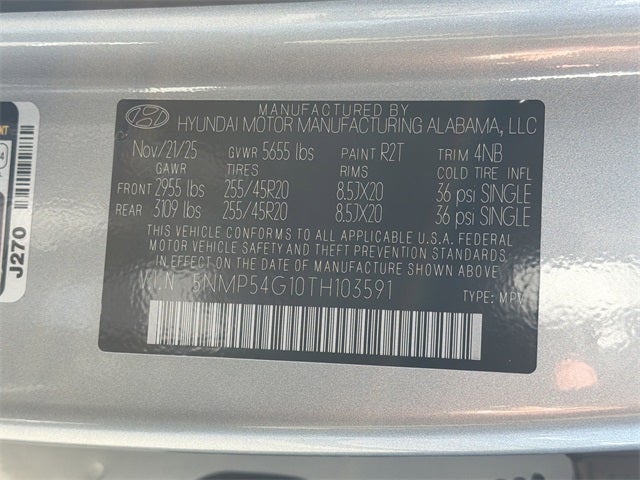 MANUFACTURED BY
HYUNDAI MOTOR MANUFACTURING ALABAMA, LLC
Nov/21/25 GVWR 5655 lbs PAINT R2T TRIM 4NB
GAWR TIRES RIMS COLD TIRE INFL
FRONT 2955 lbs 255/45R20 8.5JX20 36 psi SINGLE
REAR 3109 lbs 255/45R20 8.5JX20 36 psi SINGLE
THIS VEHICLE CONFORMS TO ALL APPLICABLE U.S.A. FEDERAL
MOTOR VEHICLE SAFETY AND THEFT PREVENTION STANDARDS
IN EFFECT ON THE DATE OF MANUFACTURE SHOWN ABOVE.
V.I.N : 5NMP54G10TH103591 TYPE: MPV
J270